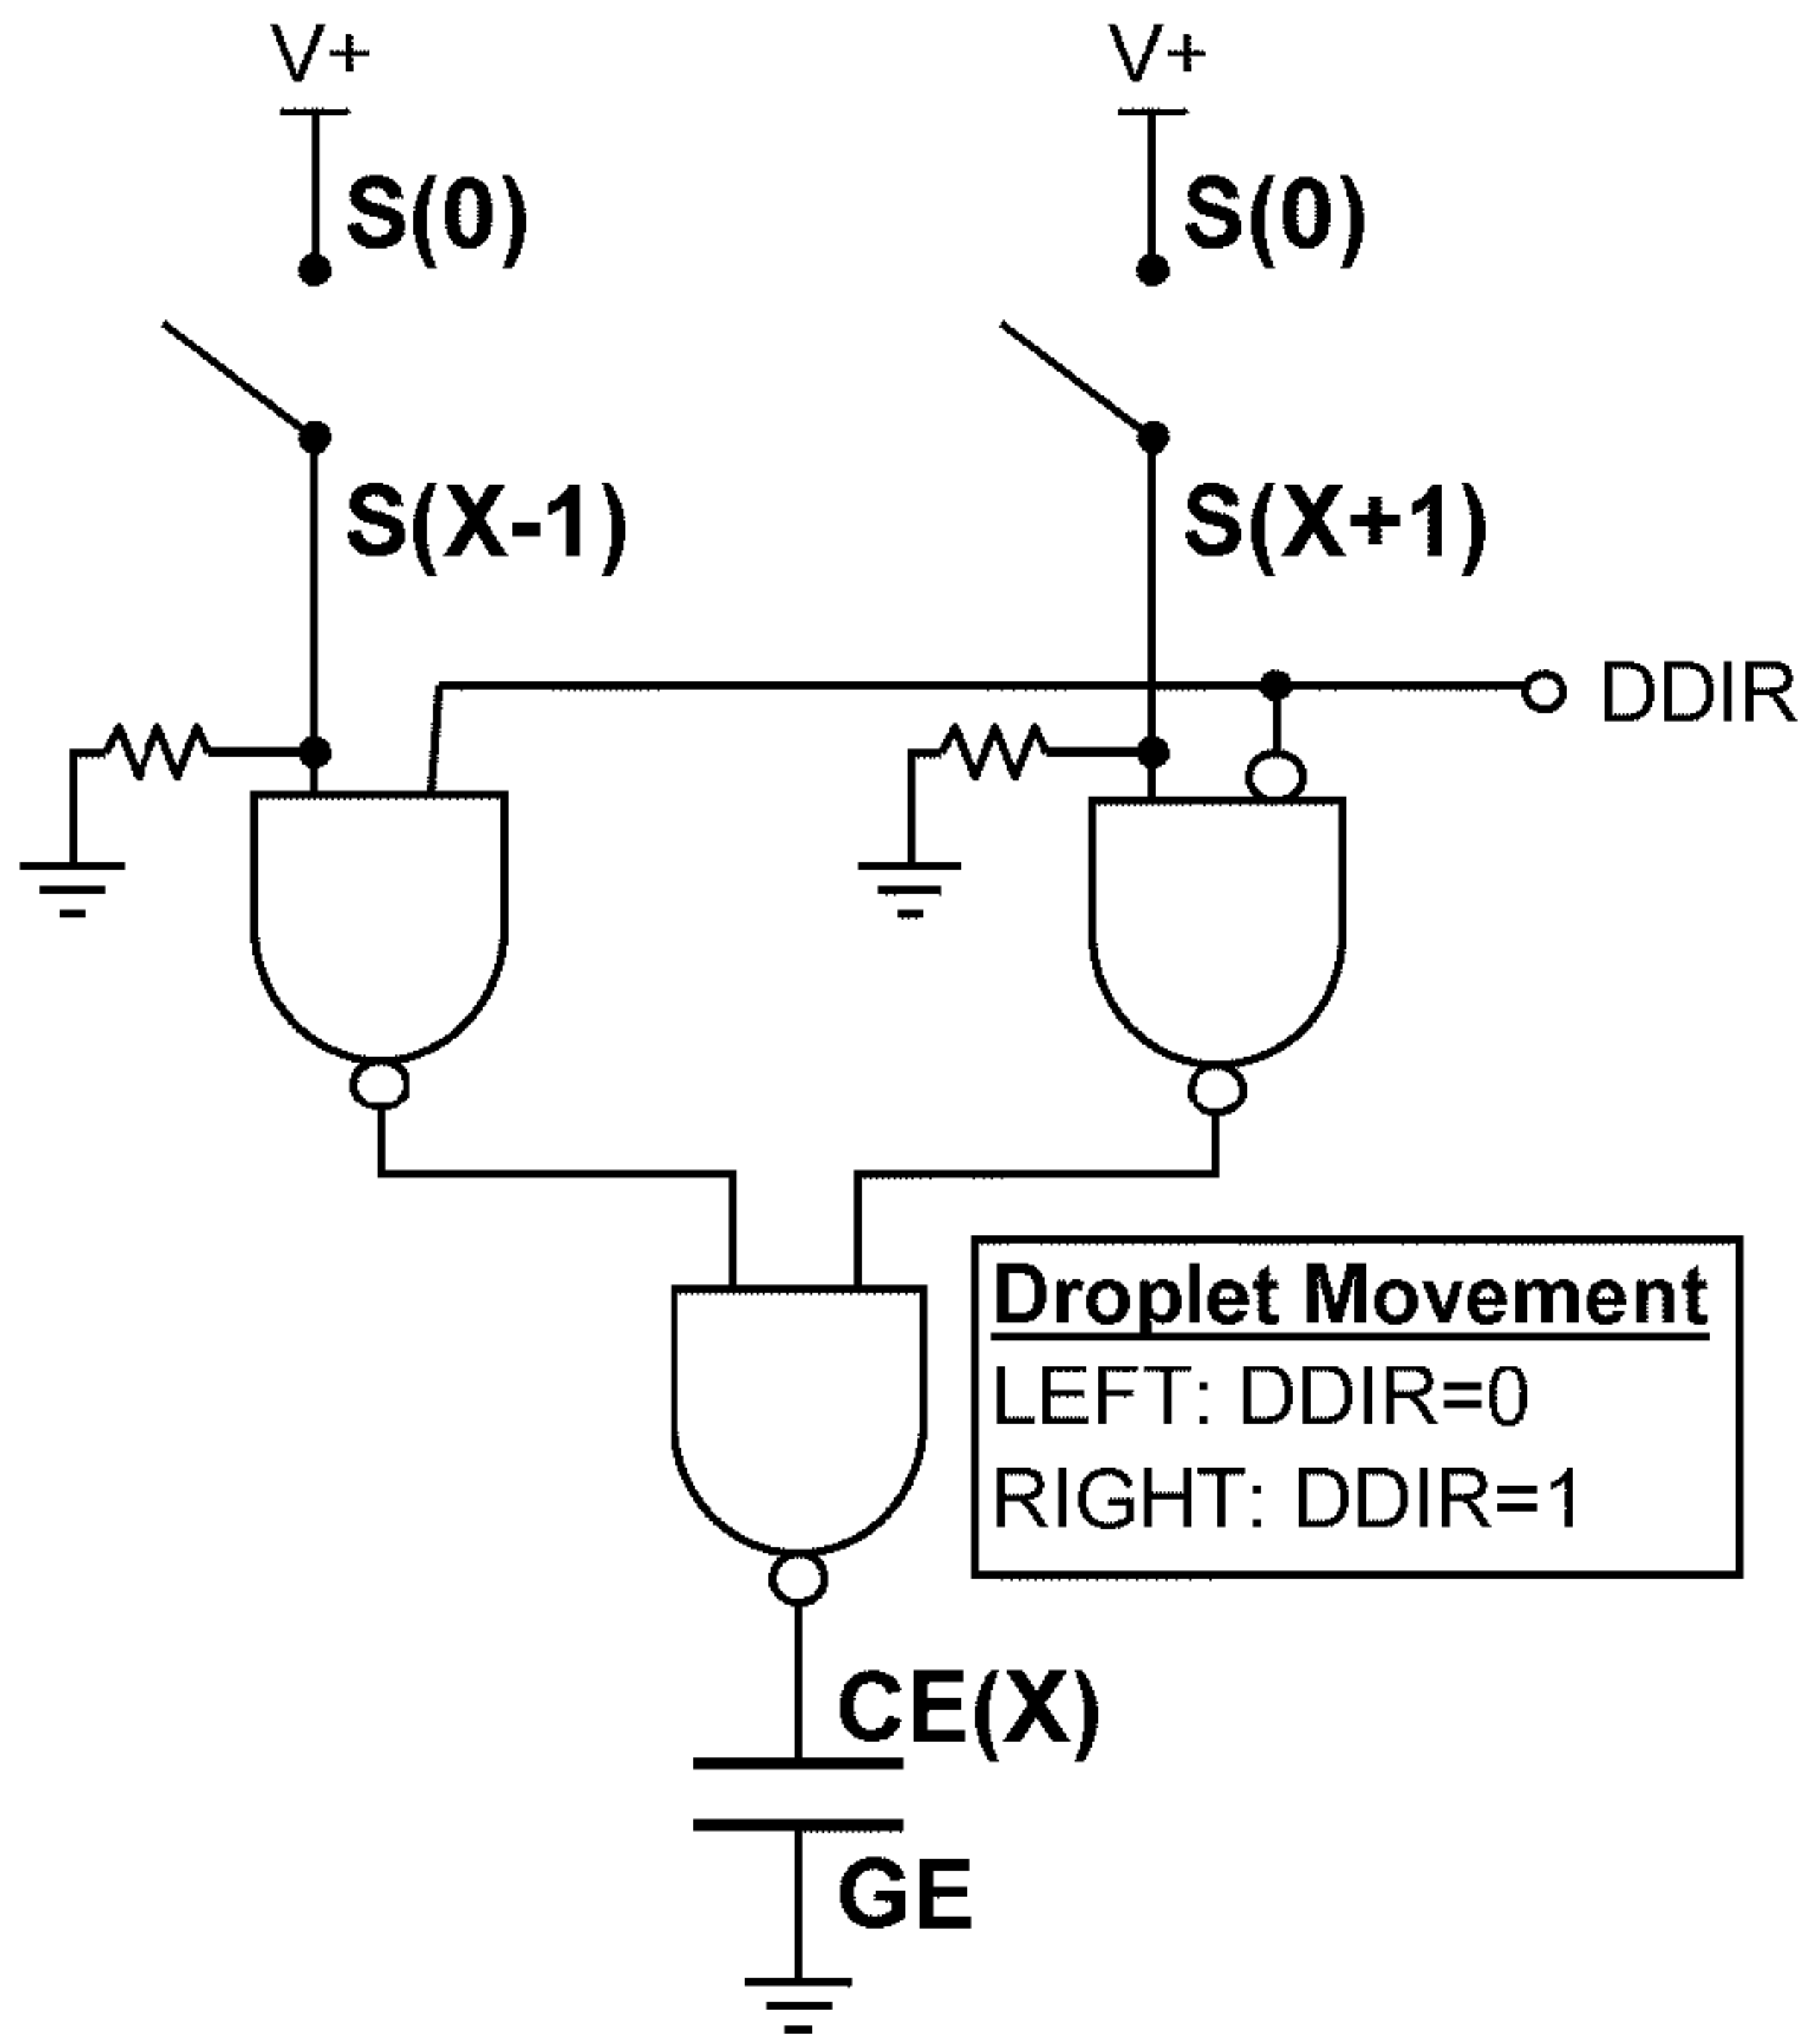 V+
V+
S(0)
S(0)
S(X-1)
S(X+1)
DDIR
Droplet Movement
LEFT: DDIR=0
RIGHT: DDIR=1
CE(X)
GE